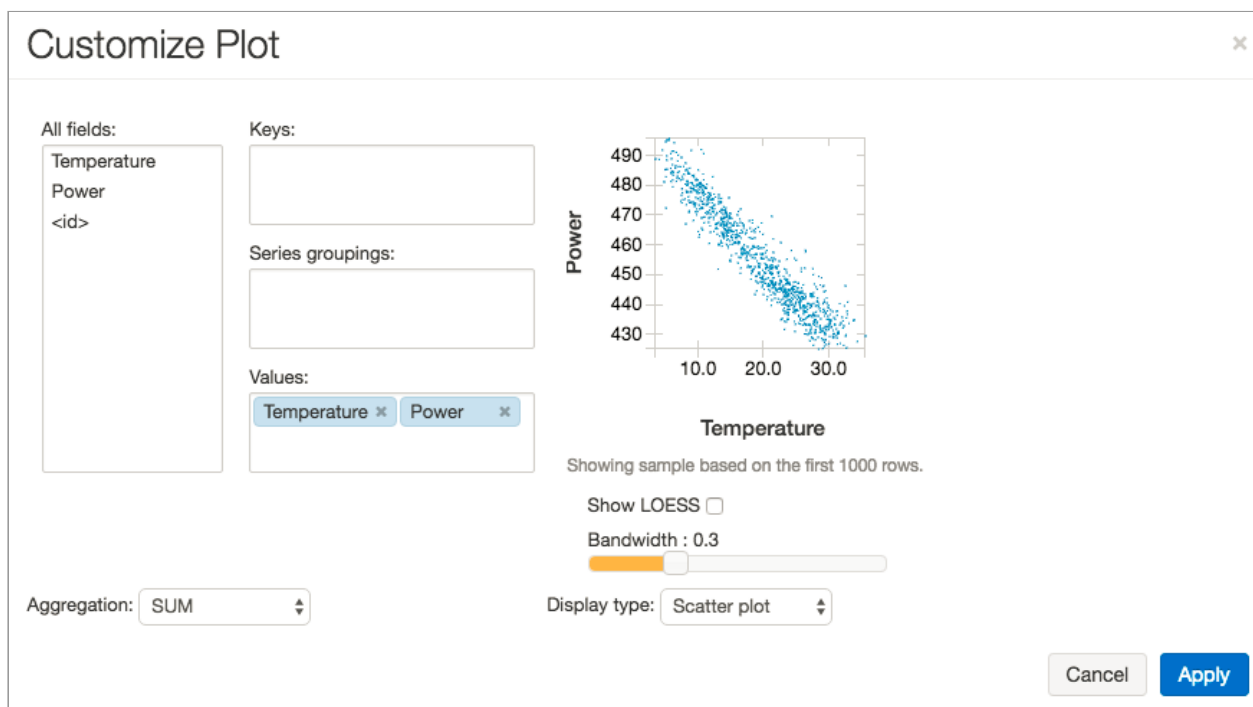 Customize Plot
×
All fields:
Temperature
Power
<id>
Keys:
Series groupings:
Values:
Temperature ×
Power ×
490
480
470
460
450
440
430
Power
10.0 20.0 30.0
Temperature
Showing sample based on the first 1000 rows.
Show LOESS
Bandwidth : 0.3
Aggregation: SUM
Display type: Scatter plot
Cancel
Apply